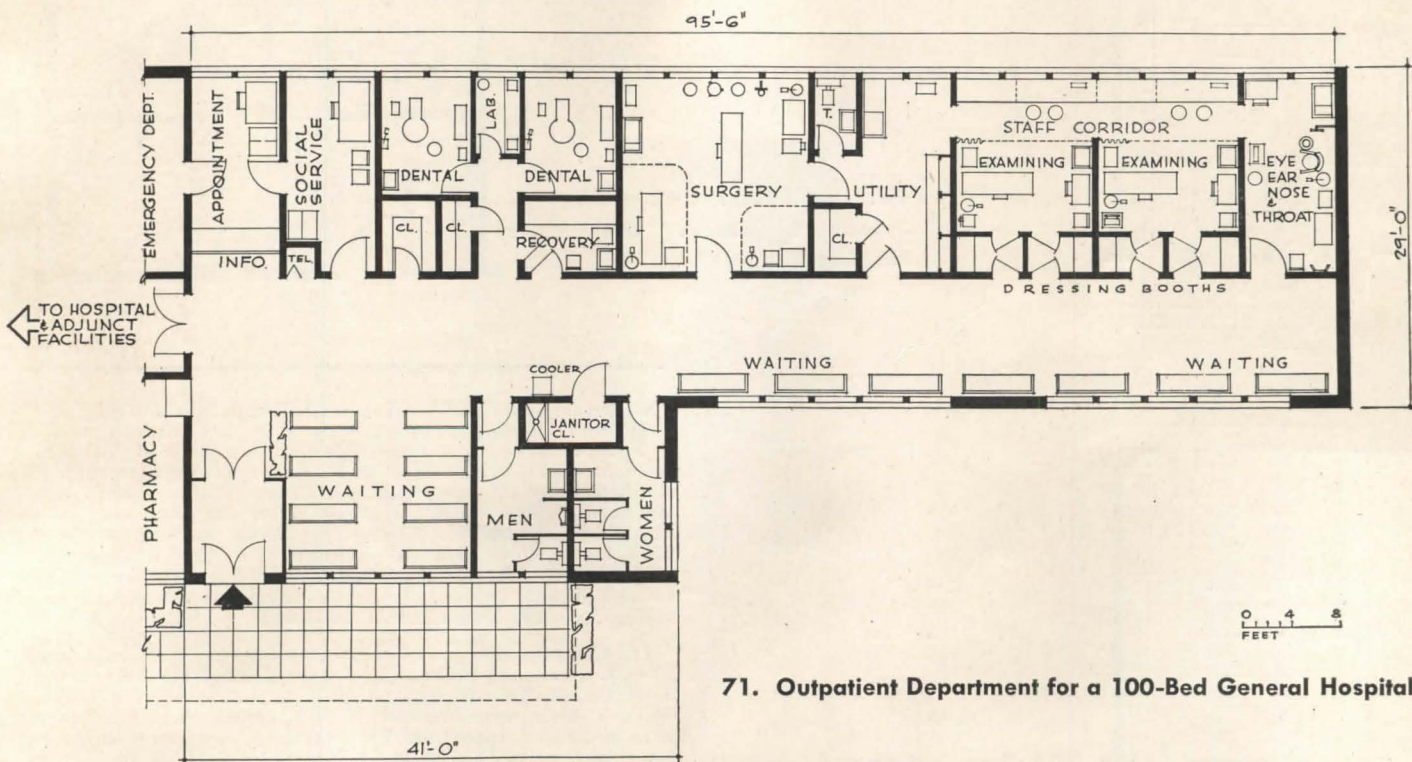 95'-6"
EMERGENCY DEPT.
APPOINTMENT
SOCIAL
SERVICE
DENTAL
LAB.
DENTAL
SURGERY
T.
UTILITY
STAFF CORRIDOR
EXAMINING
EXAMINING
EYE
EAR
NOSE
&
THROAT
29'-0"
INFO.
TEL.
CL.
CL.
RECOVERY
CL.
DRESSING BOOTHS
TO HOSPITAL
& ADJUNCT
FACILITIES
WAITING
WAITING
COOLER
JANITOR
CL.
PHARMACY
WAITING
MEN
WOMEN
0 4 8
FEET
71. Outpatient Department for a 100-Bed General Hospital
41'-0"